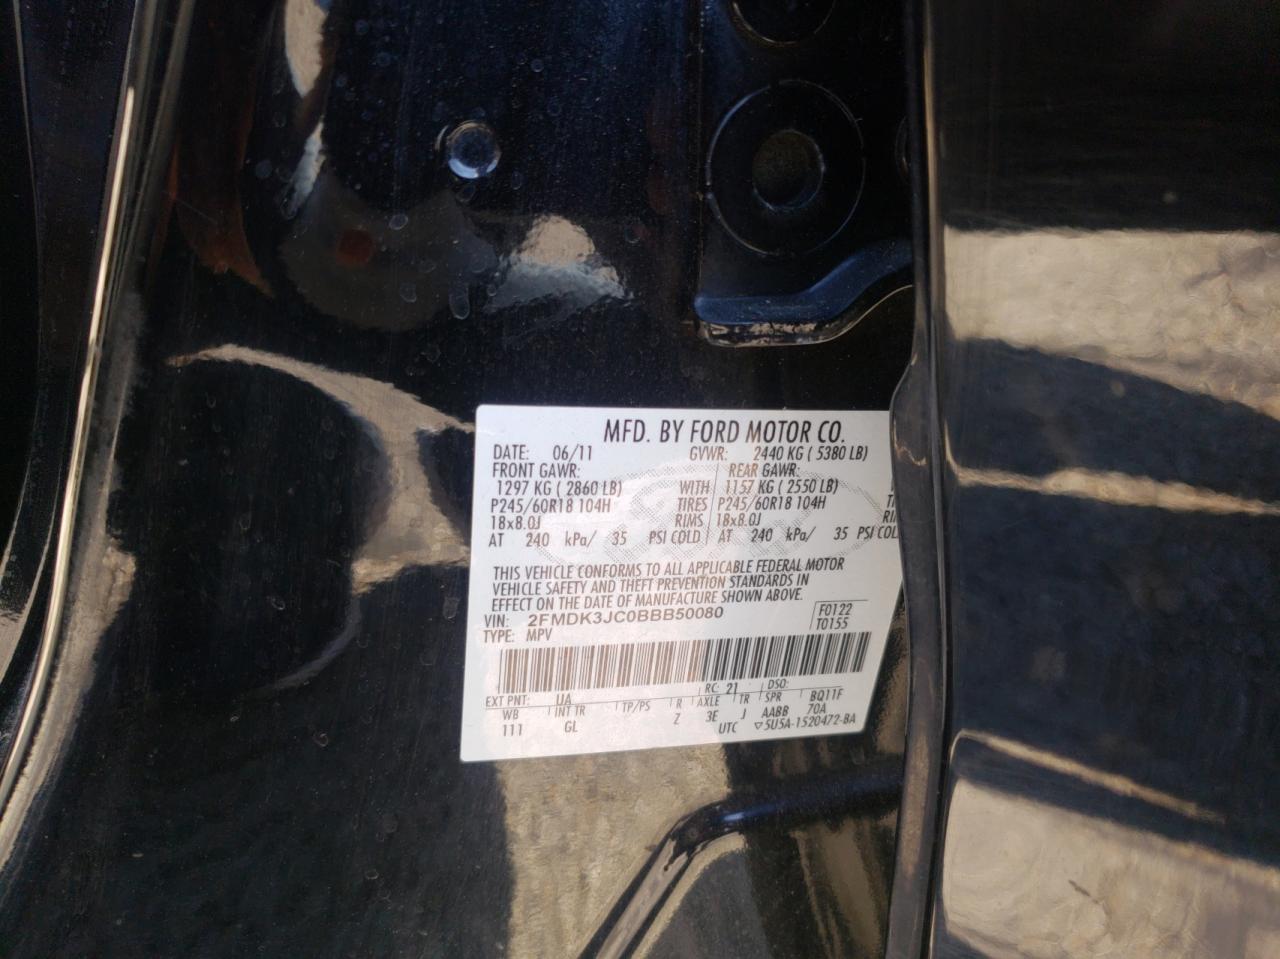 MFD. BY FORD MOTOR CO.
DATE: 06/11 GVWR: 2440 KG ( 5380 LB)
FRONT GAWR: REAR GAWR:
1297 KG ( 2860 LB) WITH 1157 KG ( 2550 LB)
P245/60R18 104H TIRES P245/60R18 104H
18x8.0J RIMS 18x8.0J
AT 240 kPa/ 35 PSI COLD AT 240 kPa/ 35 PSI COL
THIS VEHICLE CONFORMS TO ALL APPLICABLE FEDERAL MOTOR
VEHICLE SAFETY AND THEFT PREVENTION STANDARDS IN
EFFECT ON THE DATE OF MANUFACTURE SHOWN ABOVE.
VIN: 2FMDK3JC0BBB50080 F0122
TYPE: MPV T0155
EXT PNT: UA RC: 21 DSO:
WB INT TR TP/PS R AXLE TR SPR BQ11F
111 GL Z 3E J AABB 70A
UTC ▽5U5A-1520472-BA